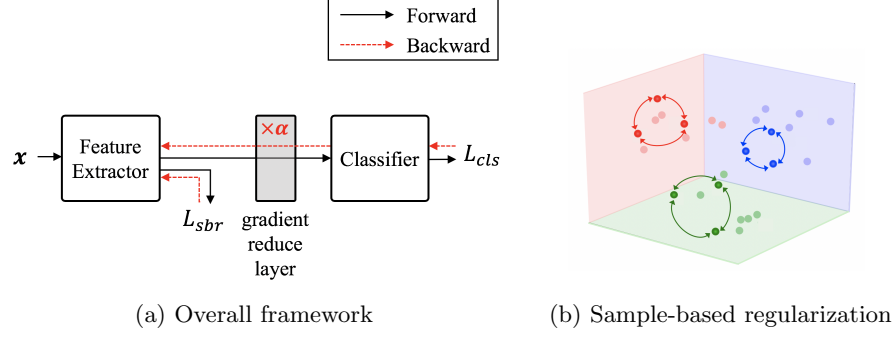 Forward
Backward
×α
x
Feature
Extractor
Classifier
L_cls
L_sbr
gradient
reduce
layer
(a) Overall framework
(b) Sample-based regularization